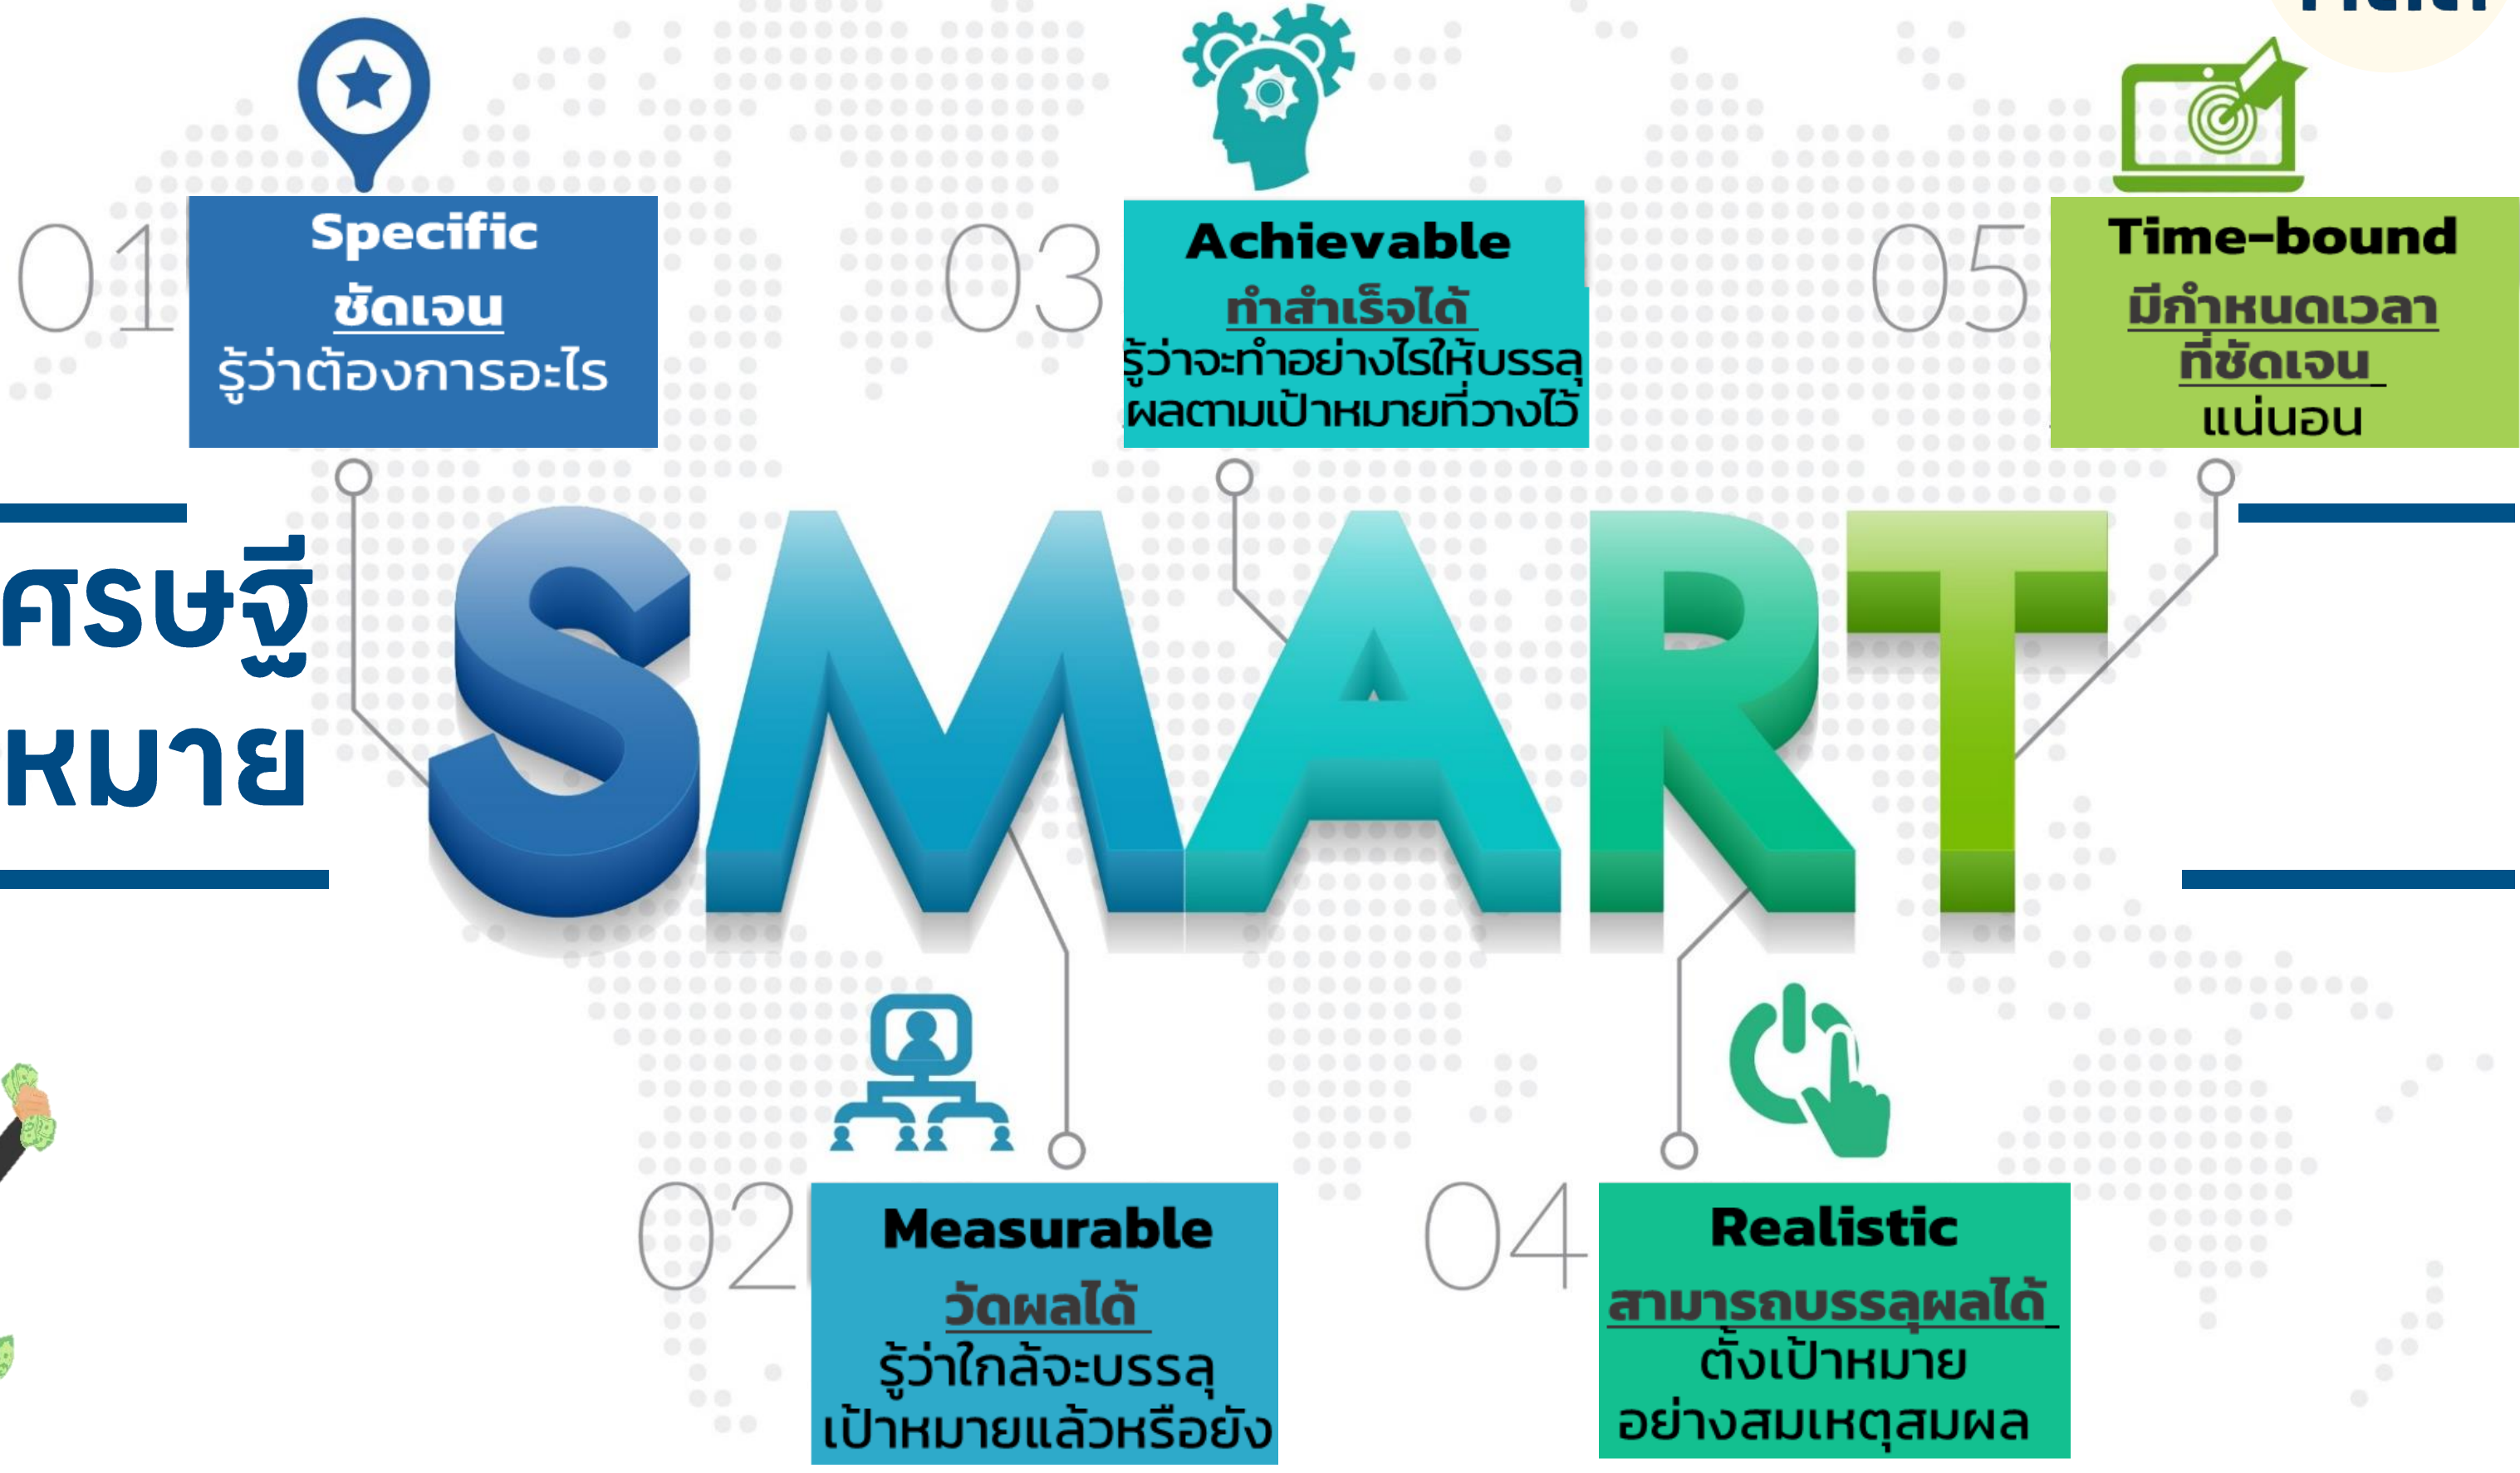 01
Specific
ชัดเจน
รู้ว่าต้องการอะไร
03
Achievable
ทำสำเร็จได้
รู้ว่าจะทำอย่างไรให้บรรลุ
ผลตามเป้าหมายที่วางไว้
05
Time-bound
มีกำหนดเวลา
ที่ชัดเจน
แน่นอน
ศรษฐี
หมาย
SMART
02
Measurable
วัดผลได้
รู้ว่าใกล้จะบรรลุ
เป้าหมายแล้วหรือยัง
04
Realistic
สามารถบรรลุผลได้
ตั้งเป้าหมาย
อย่างสมเหตุสมผล